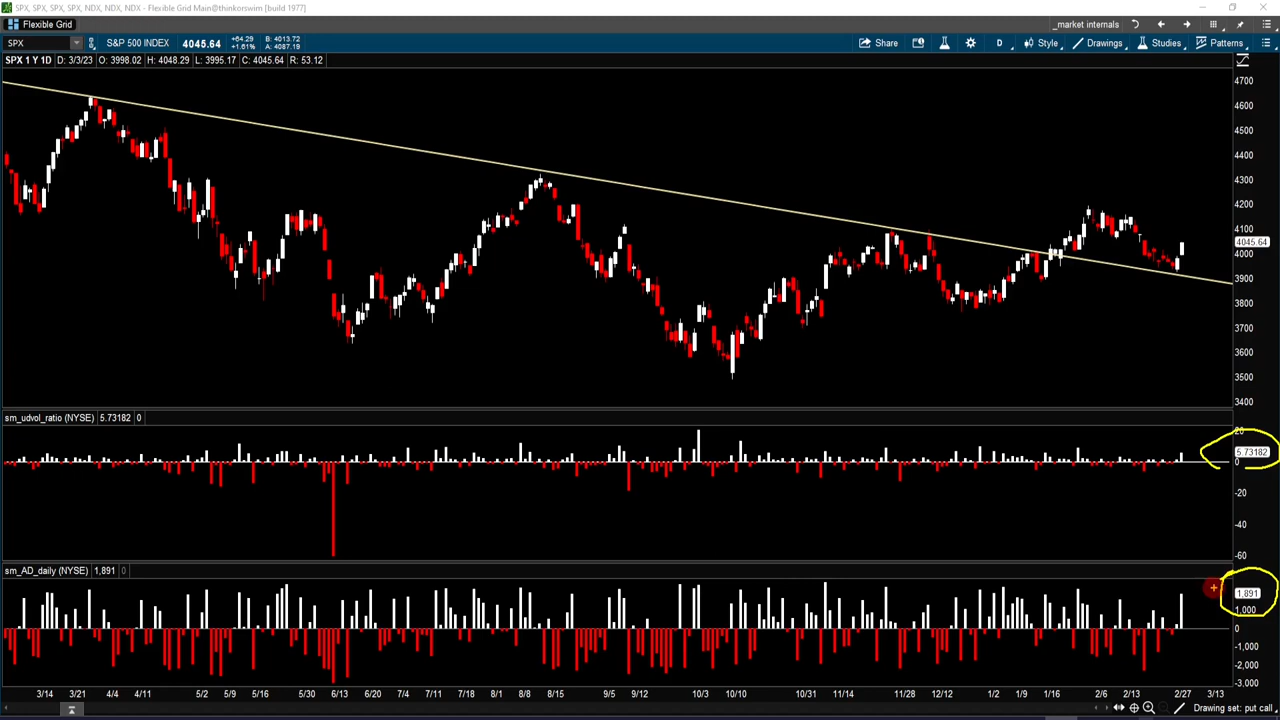 SPX, SPX, SPX, SPX, NDX, NDX, NDX - Flexible Grid Main@thinkorswim [build 1977]
Flexible Grid
_market internals
SPX
S&P 500 INDEX
4045.64
+64.29
+1.61%
B: 4013.72
A: 4087.19
Share
D
Style
Drawings
Studies
Patterns
SPX 1 Y 1D
D: 3/3/23
O: 3998.02
H: 4048.29
L: 3995.17
C: 4045.64
R: 53.12
4700
4600
4500
4400
4300
4200
4100
4045.64
4000
3900
3800
3700
3600
3500
3400
sm_udvol_ratio (NYSE)
5.73182
0
20
5.73182
0
-20
-40
-60
sm_AD_daily (NYSE)
1,891
0
1,891
1,000
0
-1,000
-2,000
-3,000
3/14
3/21
4/4
4/11
5/2
5/9
5/16
5/30
6/13
6/20
7/4
7/11
7/18
8/1
8/8
8/15
9/5
9/12
10/3
10/10
10/31
11/14
11/28
12/12
1/2
1/9
1/16
2/6
2/13
2/27
3/13
Drawing set: put call